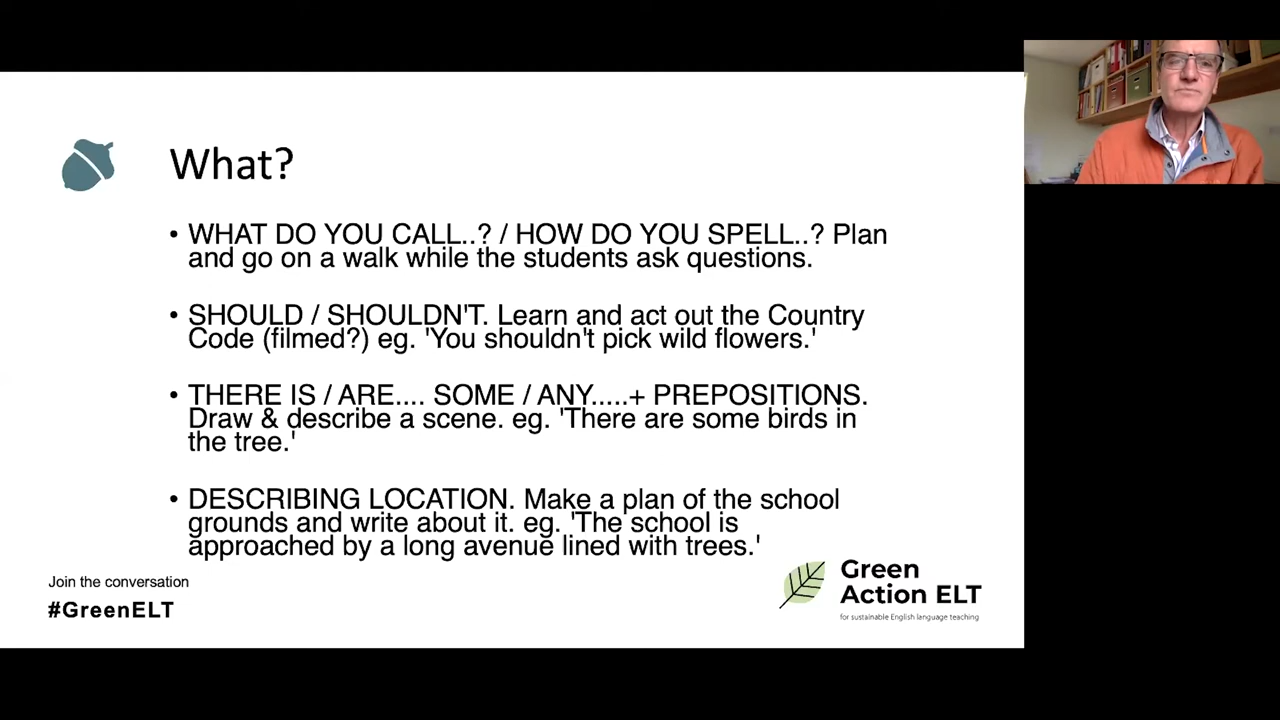 What?
• WHAT DO YOU CALL..? / HOW DO YOU SPELL..? Plan
and go on a walk while the students ask questions.
• SHOULD / SHOULDN'T. Learn and act out the Country
Code (filmed?) eg. 'You shouldn't pick wild flowers.'
• THERE IS / ARE.... SOME / ANY.....+ PREPOSITIONS.
Draw & describe a scene. eg. 'There are some birds in
the tree.'
• DESCRIBING LOCATION. Make a plan of the school
grounds and write about it. eg. 'The school is
approached by a long avenue lined with trees.'
Join the conversation
#GreenELT
Green
Action ELT
for sustainable English language teaching